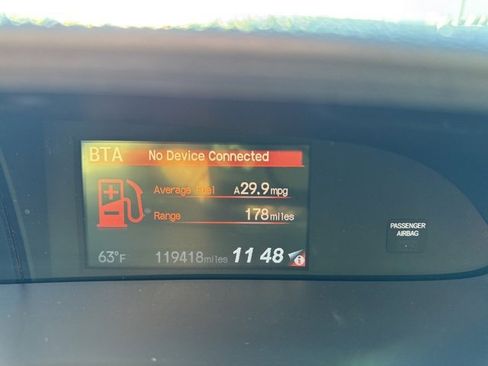 BTA No Device Connected
Average Fuel A29.9mpg
Range 178miles
63°F 119418miles 11 48
PASSENGER
AIRBAG